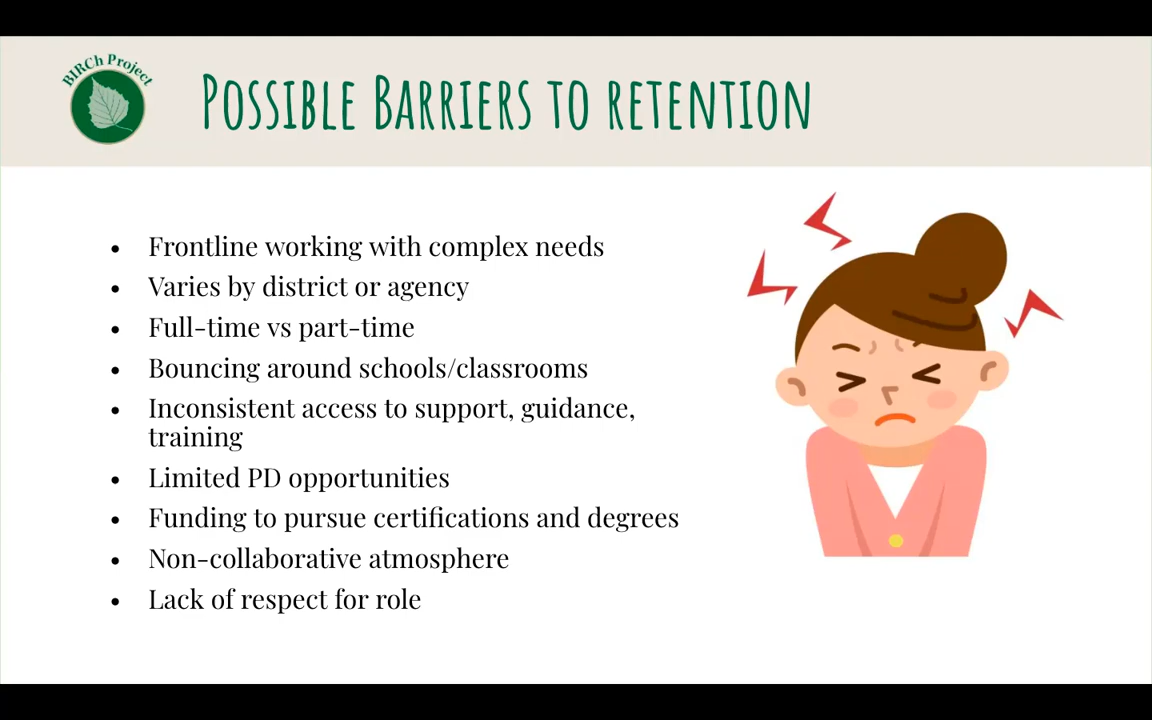 BIRCh Project
Possible Barriers to retention
• Frontline working with complex needs
• Varies by district or agency
• Full-time vs part-time
• Bouncing around schools/classrooms
• Inconsistent access to support, guidance,
training
• Limited PD opportunities
• Funding to pursue certifications and degrees
• Non-collaborative atmosphere
• Lack of respect for role